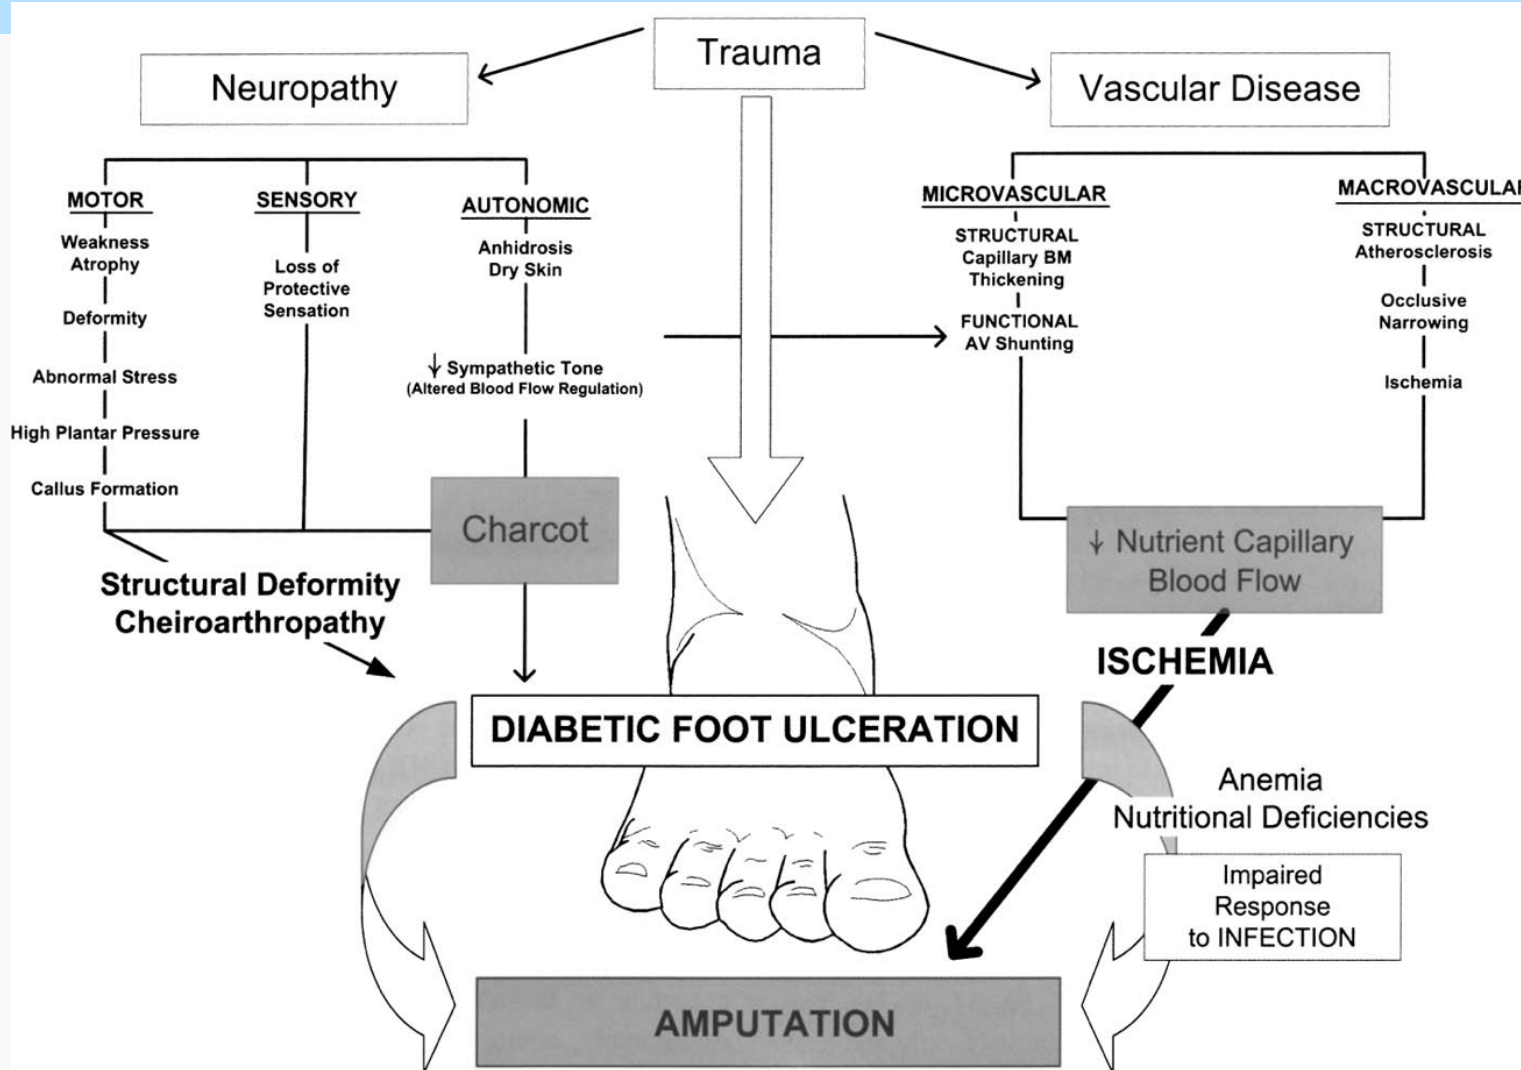 Trauma
Neuropathy
Vascular Disease
MOTOR
Weakness
Atrophy
Deformity
Abnormal Stress
High Plantar Pressure
Callus Formation
SENSORY
Loss of
Protective
Sensation
AUTONOMIC
Anhidrosis
Dry Skin
↓ Sympathetic Tone
(Altered Blood Flow Regulation)
MICROVASCULAR
STRUCTURAL
Capillary BM
Thickening
FUNCTIONAL
AV Shunting
MACROVASCULAR
STRUCTURAL
Atherosclerosis
Occlusive
Narrowing
Ischemia
Charcot
↓ Nutrient Capillary
Blood Flow
Structural Deformity
Cheiroarthropathy
ISCHEMIA
DIABETIC FOOT ULCERATION
Anemia
Nutritional Deficiencies
Impaired
Response
to INFECTION
AMPUTATION